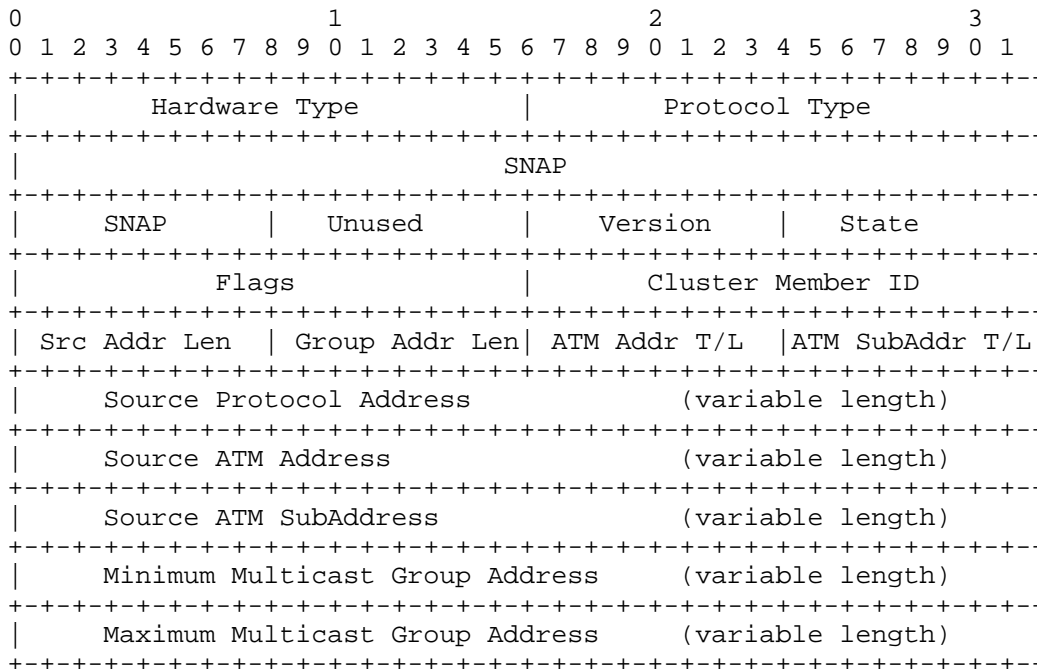 0                   1                   2                   3
0 1 2 3 4 5 6 7 8 9 0 1 2 3 4 5 6 7 8 9 0 1 2 3 4 5 6 7 8 9 0 1
+-+-+-+-+-+-+-+-+-+-+-+-+-+-+-+-+-+-+-+-+-+-+-+-+-+-+-+-+-+-+-+-+-
|        Hardware Type          |        Protocol Type
+-+-+-+-+-+-+-+-+-+-+-+-+-+-+-+-+-+-+-+-+-+-+-+-+-+-+-+-+-+-+-+-+-
|                              SNAP
+-+-+-+-+-+-+-+-+-+-+-+-+-+-+-+-+-+-+-+-+-+-+-+-+-+-+-+-+-+-+-+-+-
|     SNAP      |   Unused      |    Version    |   State
+-+-+-+-+-+-+-+-+-+-+-+-+-+-+-+-+-+-+-+-+-+-+-+-+-+-+-+-+-+-+-+-+-
|            Flags              |       Cluster Member ID
+-+-+-+-+-+-+-+-+-+-+-+-+-+-+-+-+-+-+-+-+-+-+-+-+-+-+-+-+-+-+-+-+-
| Src Addr Len  | Group Addr Len| ATM Addr T/L  |ATM SubAddr T/L
+-+-+-+-+-+-+-+-+-+-+-+-+-+-+-+-+-+-+-+-+-+-+-+-+-+-+-+-+-+-+-+-+-
|     Source Protocol Address             (variable length)
+-+-+-+-+-+-+-+-+-+-+-+-+-+-+-+-+-+-+-+-+-+-+-+-+-+-+-+-+-+-+-+-+-
|     Source ATM Address                  (variable length)
+-+-+-+-+-+-+-+-+-+-+-+-+-+-+-+-+-+-+-+-+-+-+-+-+-+-+-+-+-+-+-+-+-
|     Source ATM SubAddress               (variable length)
+-+-+-+-+-+-+-+-+-+-+-+-+-+-+-+-+-+-+-+-+-+-+-+-+-+-+-+-+-+-+-+-+-
|     Minimum Multicast Group Address     (variable length)
+-+-+-+-+-+-+-+-+-+-+-+-+-+-+-+-+-+-+-+-+-+-+-+-+-+-+-+-+-+-+-+-+-
|     Maximum Multicast Group Address     (variable length)
+-+-+-+-+-+-+-+-+-+-+-+-+-+-+-+-+-+-+-+-+-+-+-+-+-+-+-+-+-+-+-+-+-